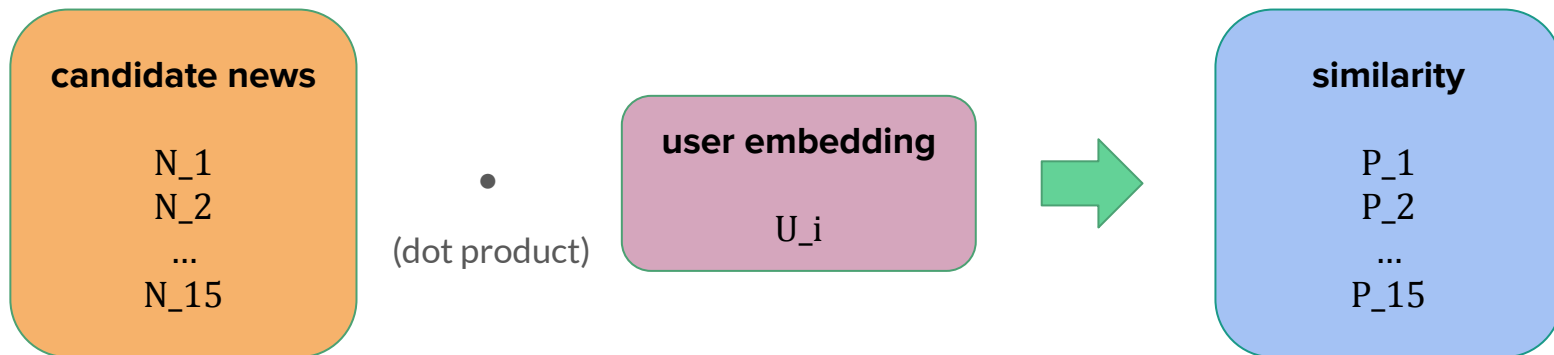 candidate news
N_1
N_2
...
N_15
•
(dot product)
user embedding
U_i
similarity
P_1
P_2
...
P_15